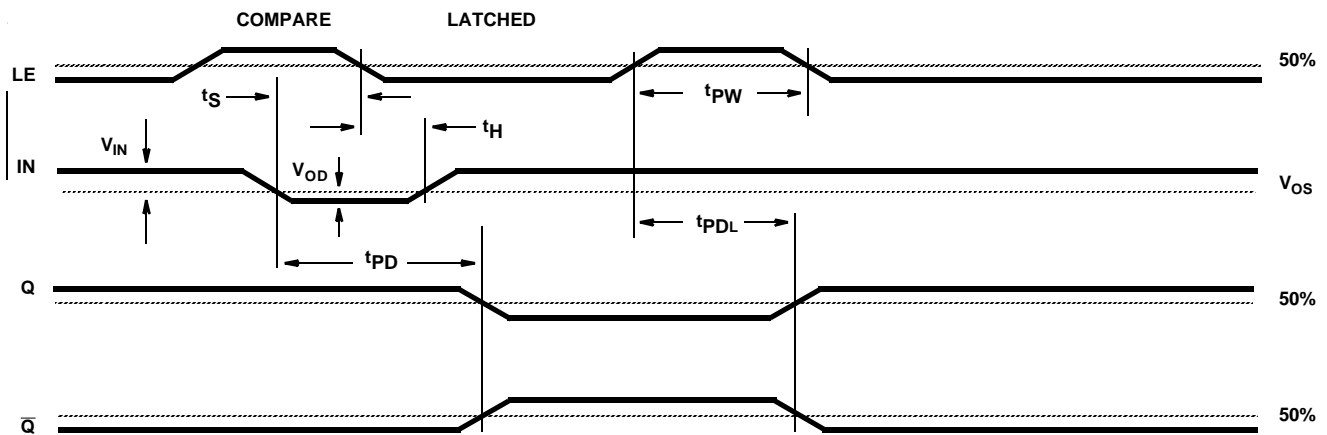 COMPARE LATCHED
LE 50%
tS tPW
tH
VIN
IN VOD VOS
tPDL
tPD
Q 50%
Q̅ 50%